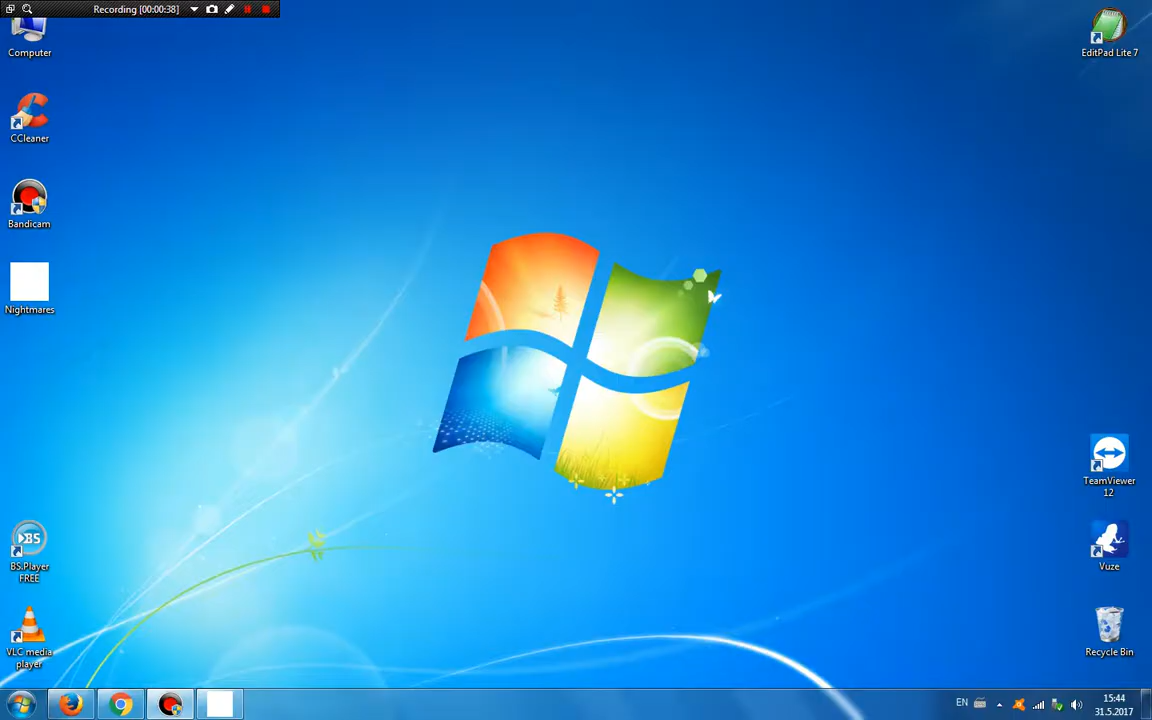 Recording [00:00:38]
Computer
EditPad Lite 7
CCleaner
Bandicam
Nightmares
TeamViewer
12
BS
BS.Player
FREE
Vuze
VLC media
player
Recycle Bin
EN
15:44
31.5.2017